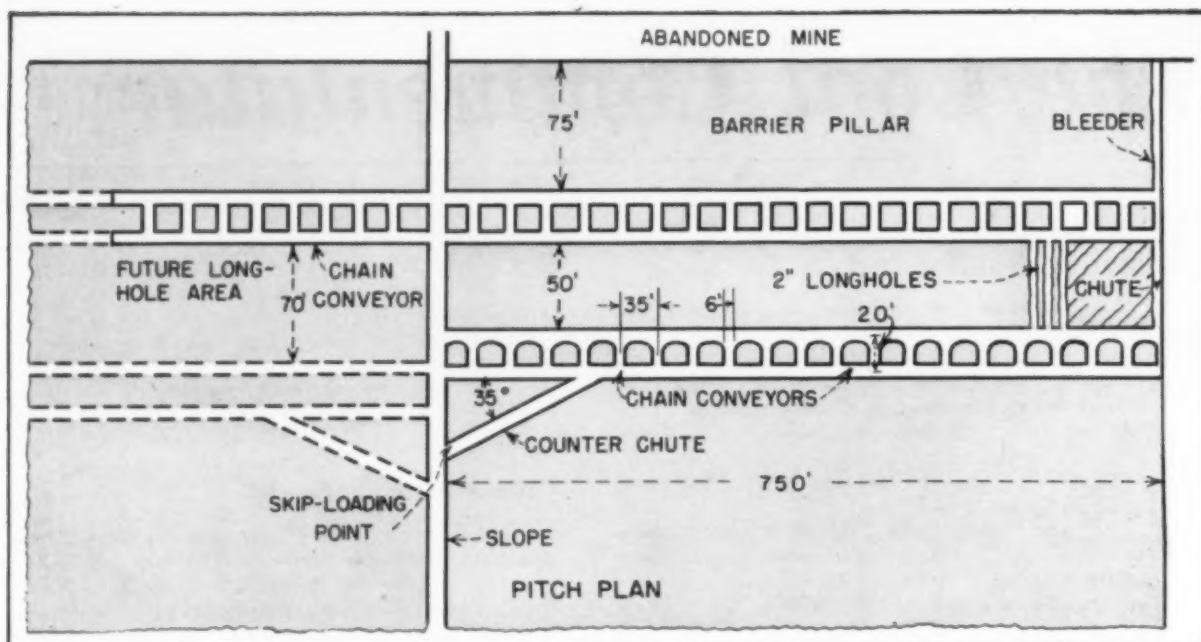 ABANDONED MINE
75'
BARRIER PILLAR
BLEEDER
FUTURE LONG-
HOLE AREA
70'
CHAIN
CONVEYOR
50'
35'
6'
2" LONGHOLES
CHUTE
20'
35°
CHAIN CONVEYORS
COUNTER CHUTE
750'
SKIP-LOADING
POINT
SLOPE
PITCH PLAN